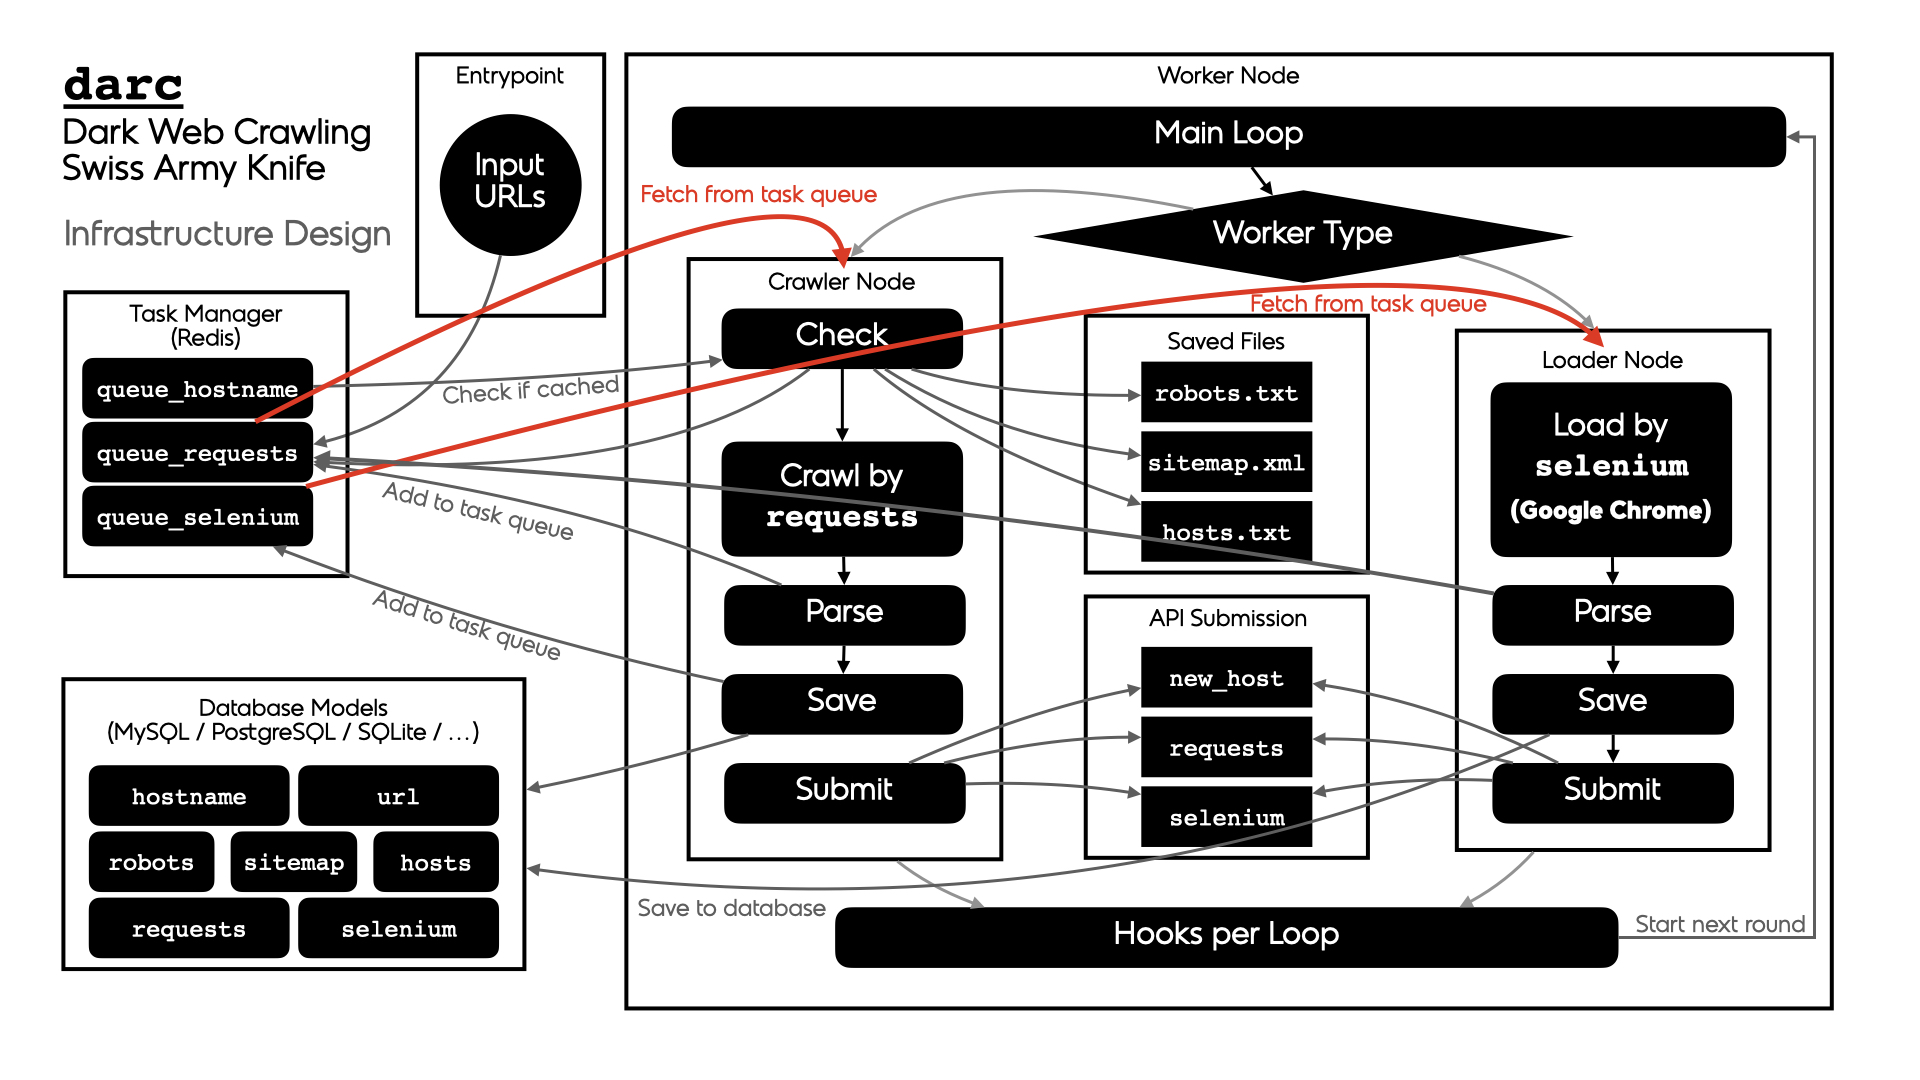 darc
Dark Web Crawling
Swiss Army Knife
Infrastructure Design
Entrypoint
Input
URLs
Task Manager
(Redis)
queue_hostname
queue_requests
queue_selenium
Database Models
(MySQL / PostgreSQL / SQLite / ...)
hostname
url
robots
sitemap
hosts
requests
selenium
Worker Node
Main Loop
Worker Type
Fetch from task queue
Fetch from task queue
Check if cached
Add to task queue
Add to task queue
Save to database
Crawler Node
Check
Crawl by
requests
Parse
Save
Submit
Saved Files
robots.txt
sitemap.xml
hosts.txt
API Submission
new_host
requests
selenium
Loader Node
Load by
selenium
(Google Chrome)
Parse
Save
Submit
Hooks per Loop
Start next round